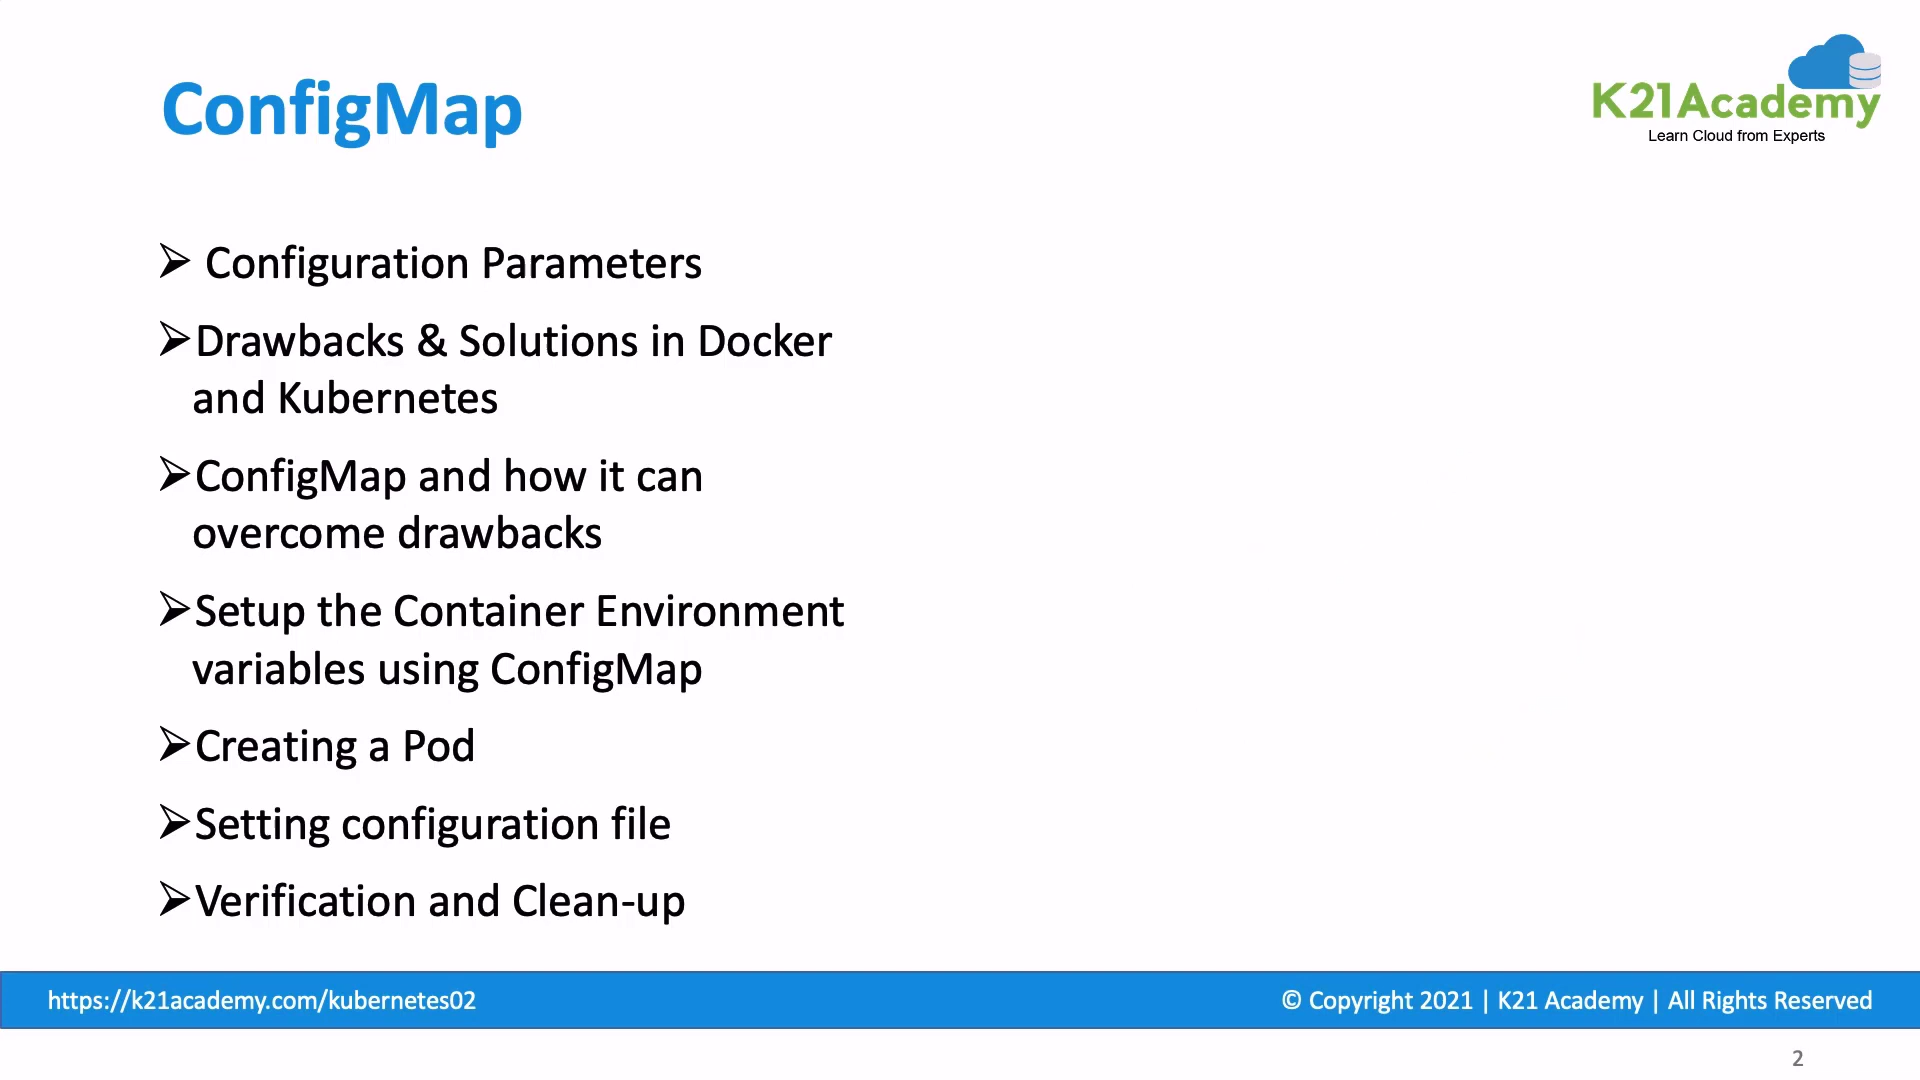 ConfigMap
K21Academy
Learn Cloud from Experts
➢ Configuration Parameters
➢Drawbacks & Solutions in Docker
and Kubernetes
➢ConfigMap and how it can
overcome drawbacks
➢Setup the Container Environment
variables using ConfigMap
➢Creating a Pod
➢Setting configuration file
➢Verification and Clean-up
https://k21academy.com/kubernetes02
© Copyright 2021 | K21 Academy | All Rights Reserved
2